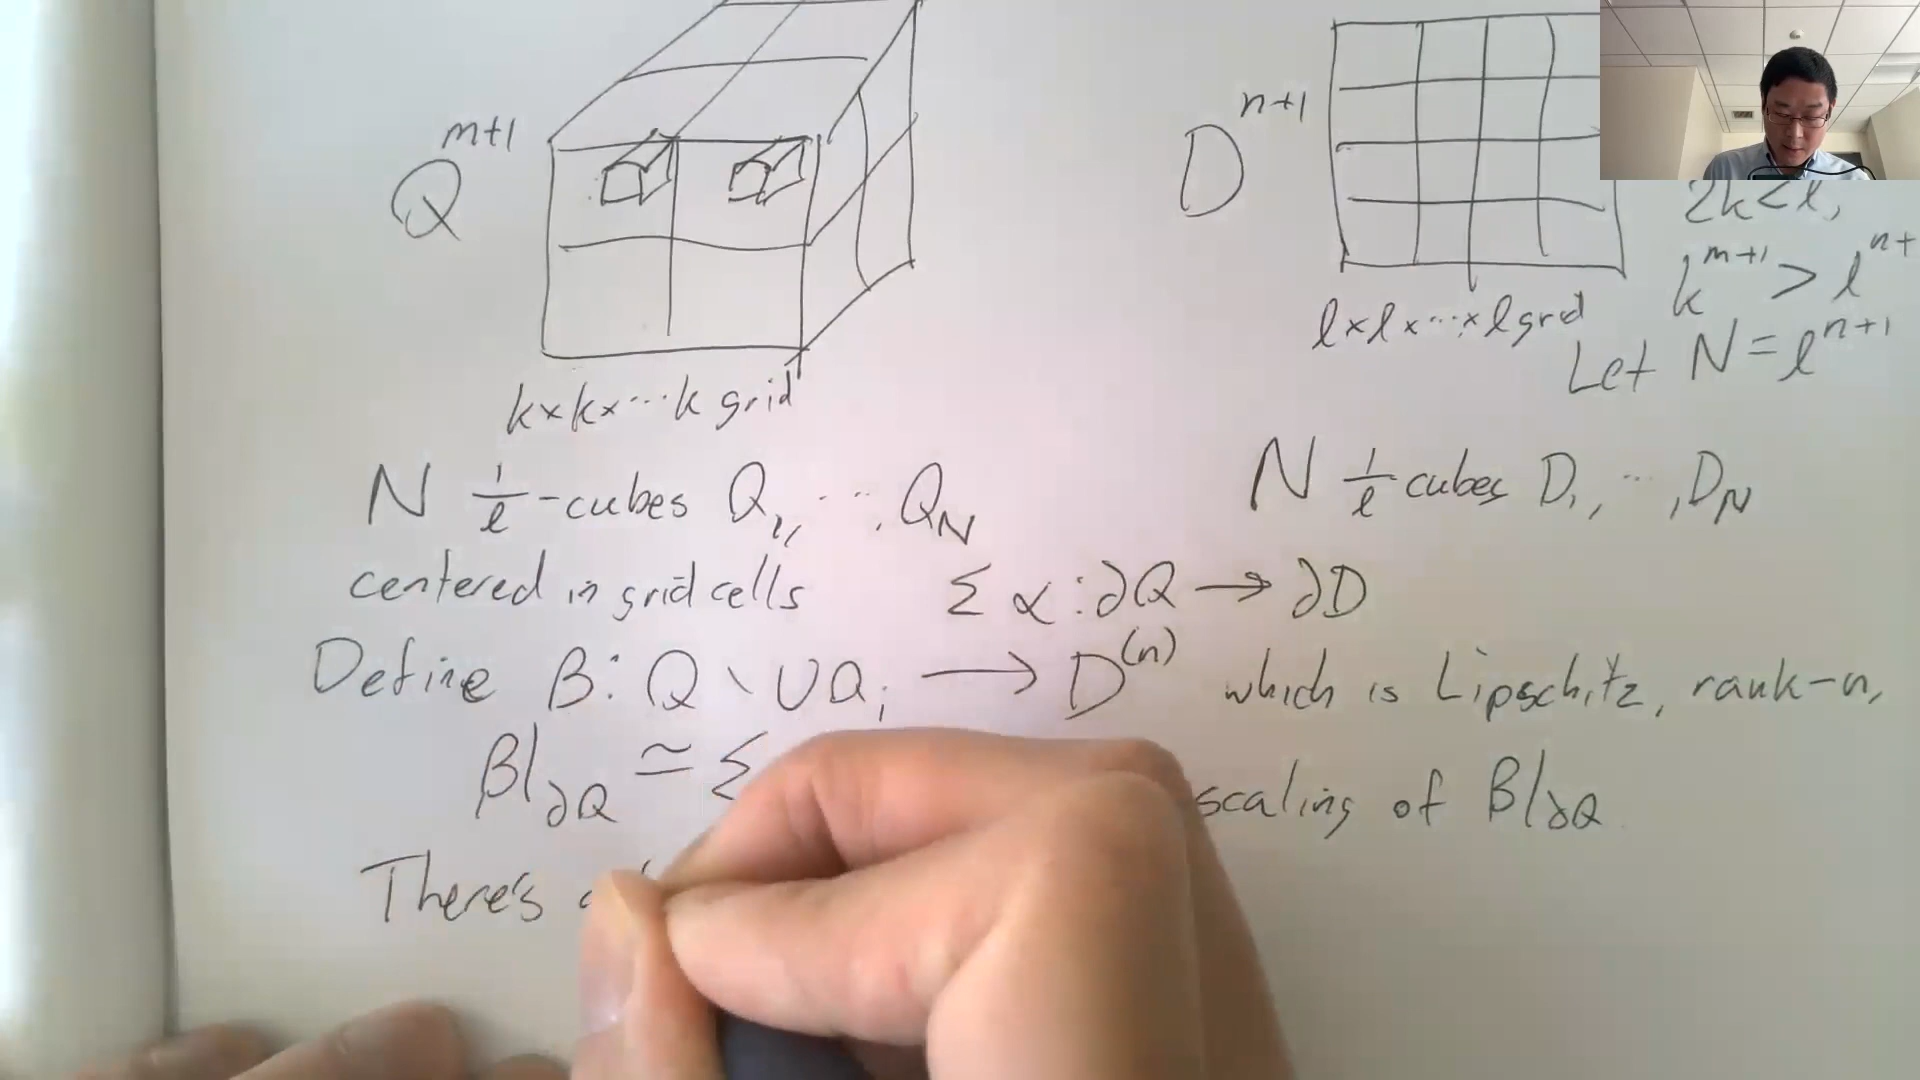 Q^{m+1}
k×k×⋯k grid
D^{n+1}
l×l×⋯×l grid
2k<l,
k^{m+1} > l^{n+
Let N = l^{n+1}
N 1/l-cubes Q_1, ⋯, Q_N
centered in grid cells
N 1/l cubes D_1, ⋯, D_N
Σα: ∂Q → ∂D
Define β: Q \ ∪Q_i → D^{(n)} which is Lipschitz, rank-n,
β|_{∂Q} ≃ Σ
scaling of β|_{∂Q}
There's